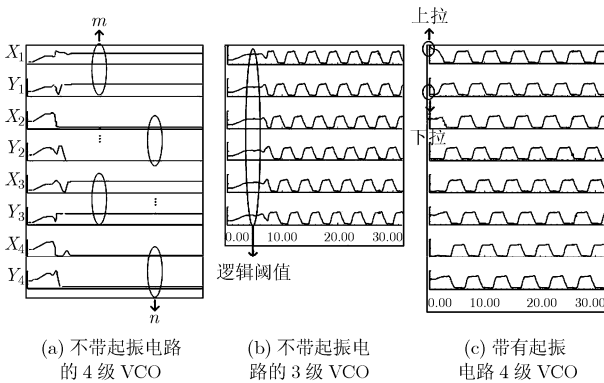 m
X1
Y1
X2
Y2
X3
Y3
X4
Y4
n
(a) 不带起振电路
的 4 级 VCO
0.00 10.00 20.00 30.00
逻辑阈值
(b) 不带起振电
路的 3 级 VCO
上拉
下拉
0.00 10.00 20.00 30.00
(c) 带有起振
电路 4 级 VCO